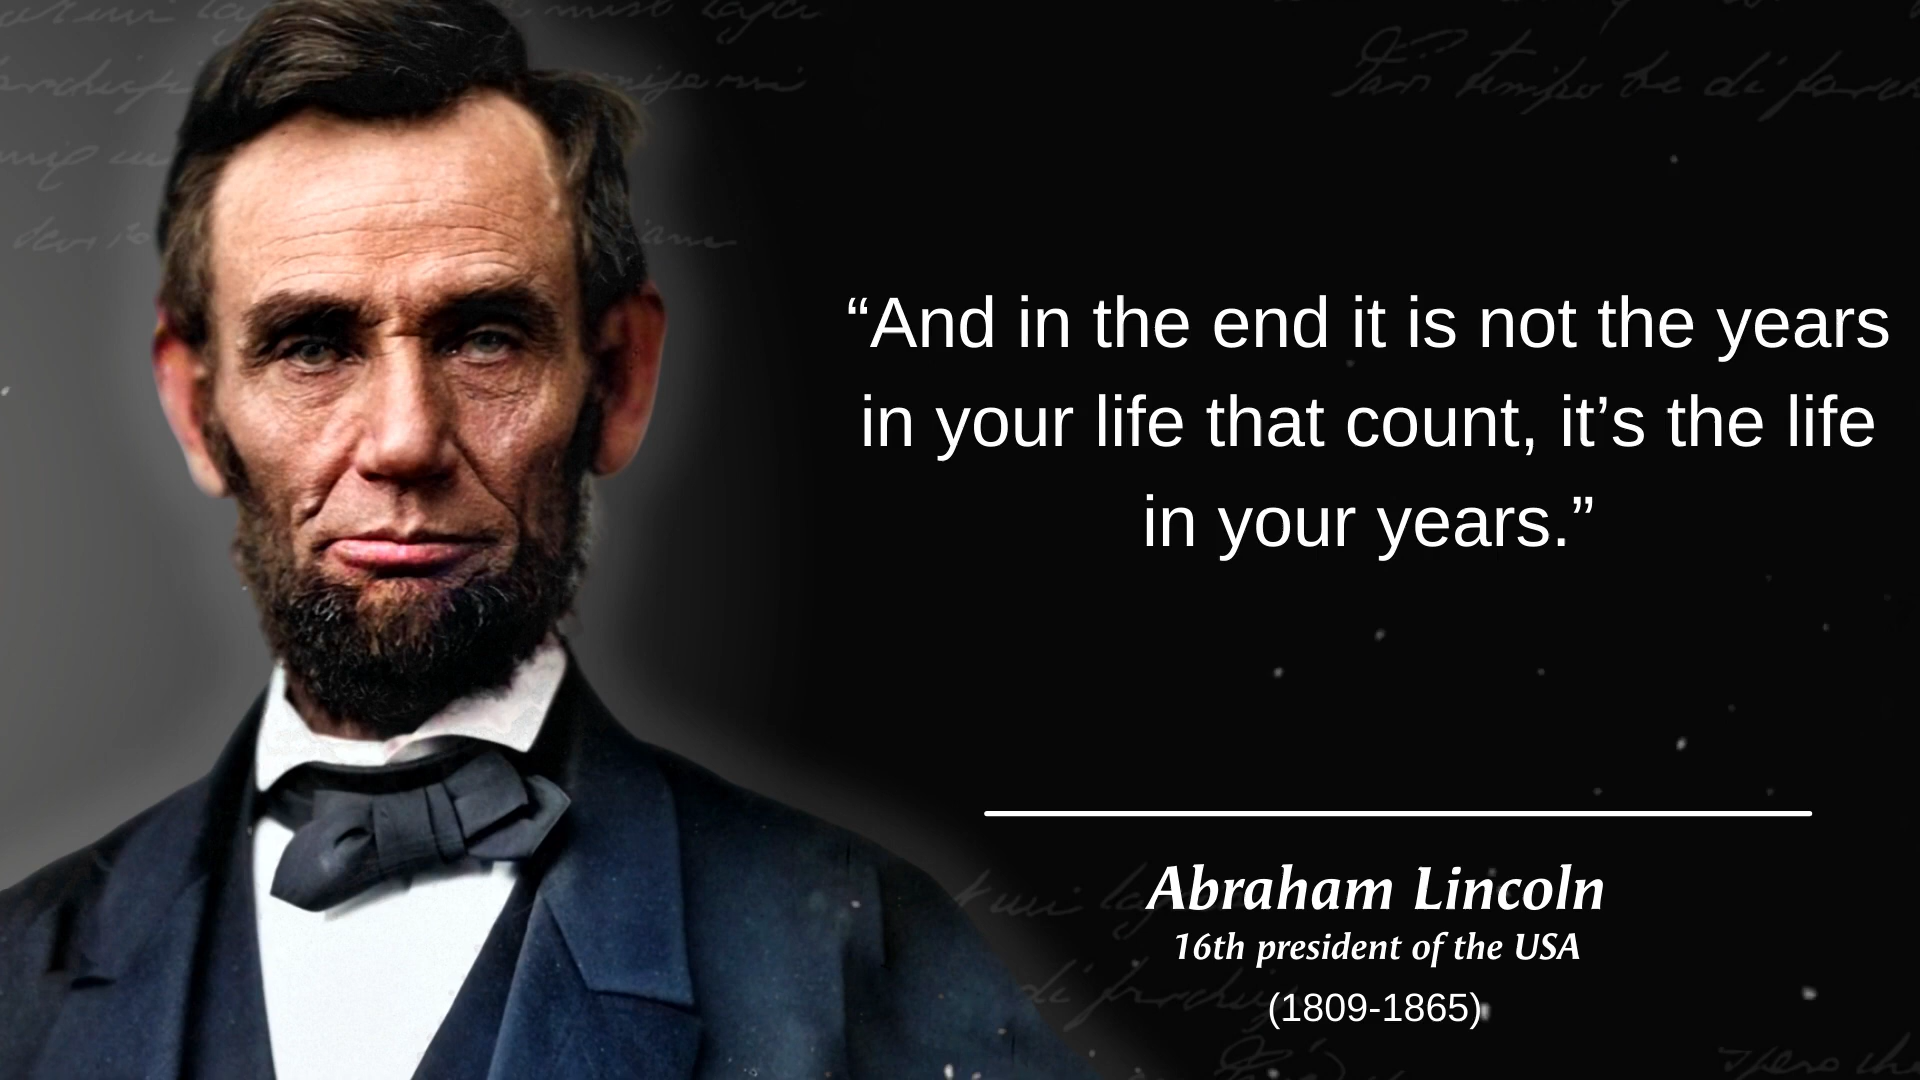 “And in the end it is not the years
in your life that count, it’s the life
in your years.”
Abraham Lincoln
16th president of the USA
(1809-1865)